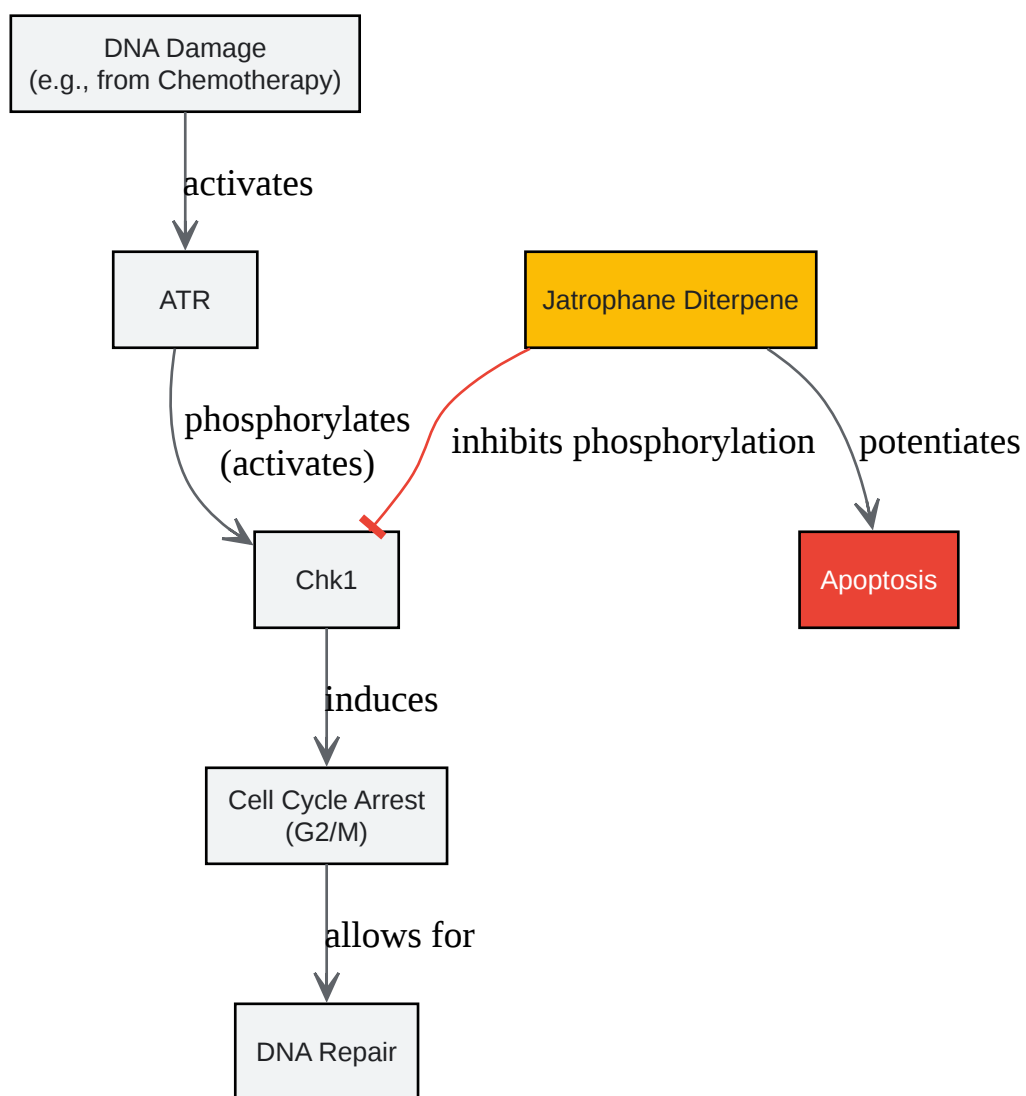 DNA Damage
(e.g., from Chemotherapy)
activates
ATR
Jatrophane Diterpene
phosphorylates
(activates)
inhibits phosphorylation
potentiates
Chk1
Apoptosis
induces
Cell Cycle Arrest
(G2/M)
allows for
DNA Repair